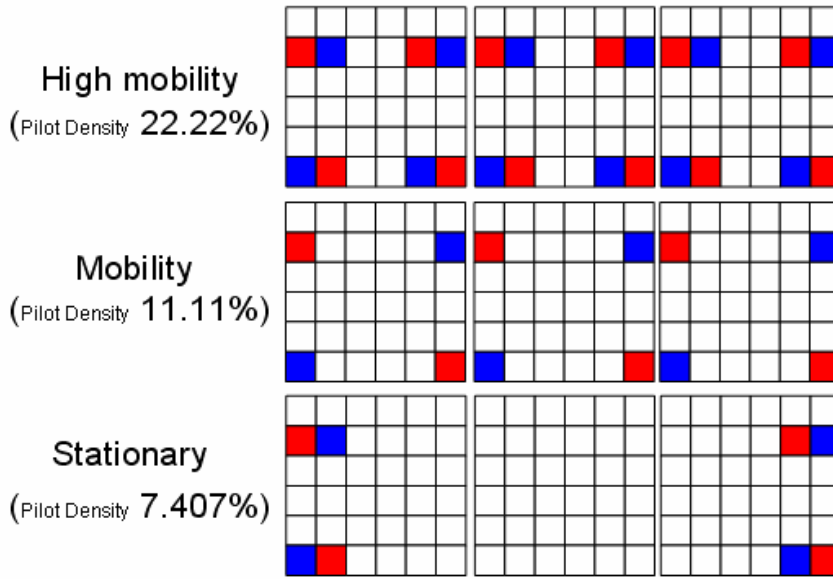 High mobility
(Pilot Density 22.22%)
Mobility
(Pilot Density 11.11%)
Stationary
(Pilot Density 7.407%)